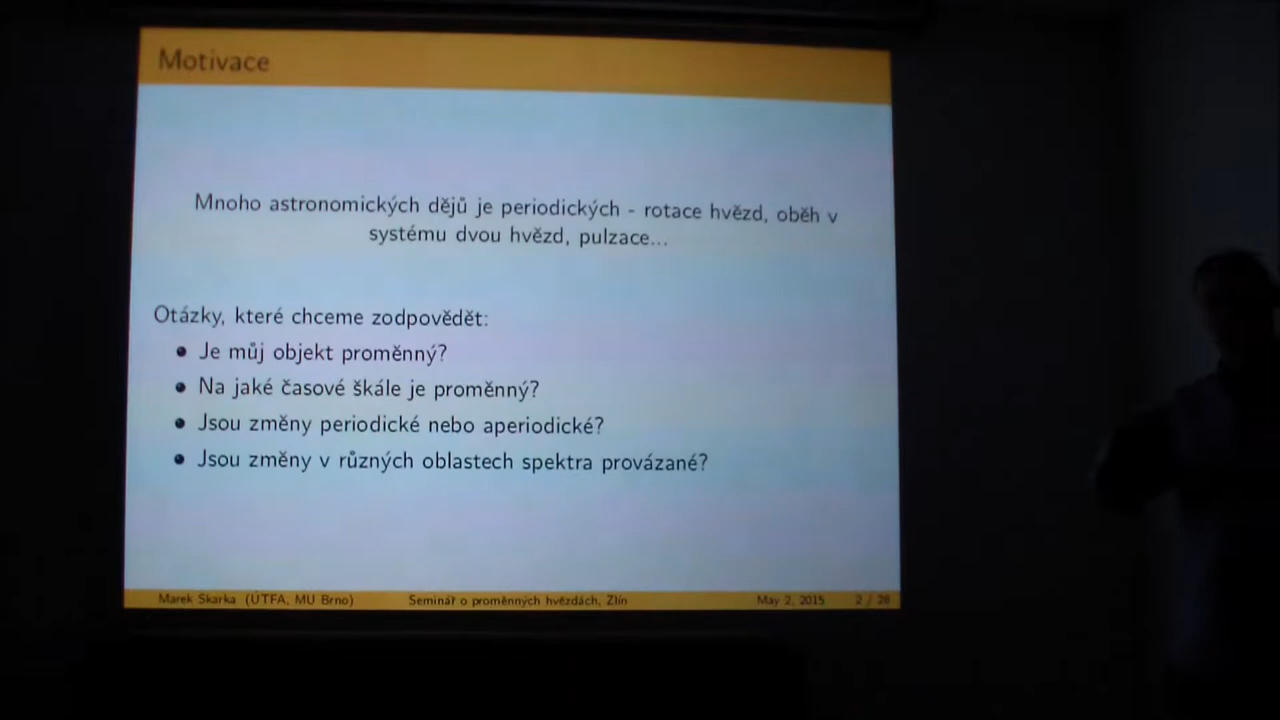 Motivace
Mnoho astronomických dějů je periodických - rotace hvězd, oběh v
systému dvou hvězd, pulzace...
Otázky, které chceme zodpovědět:
Je můj objekt proměnný?
Na jaké časové škále je proměnný?
Jsou změny periodické nebo aperiodické?
Jsou změny v různých oblastech spektra provázané?
Marek Skarka (ÚTFA, MU Brno) Seminář o proměnných hvězdách, Zlín May 2, 2015 2 / 28